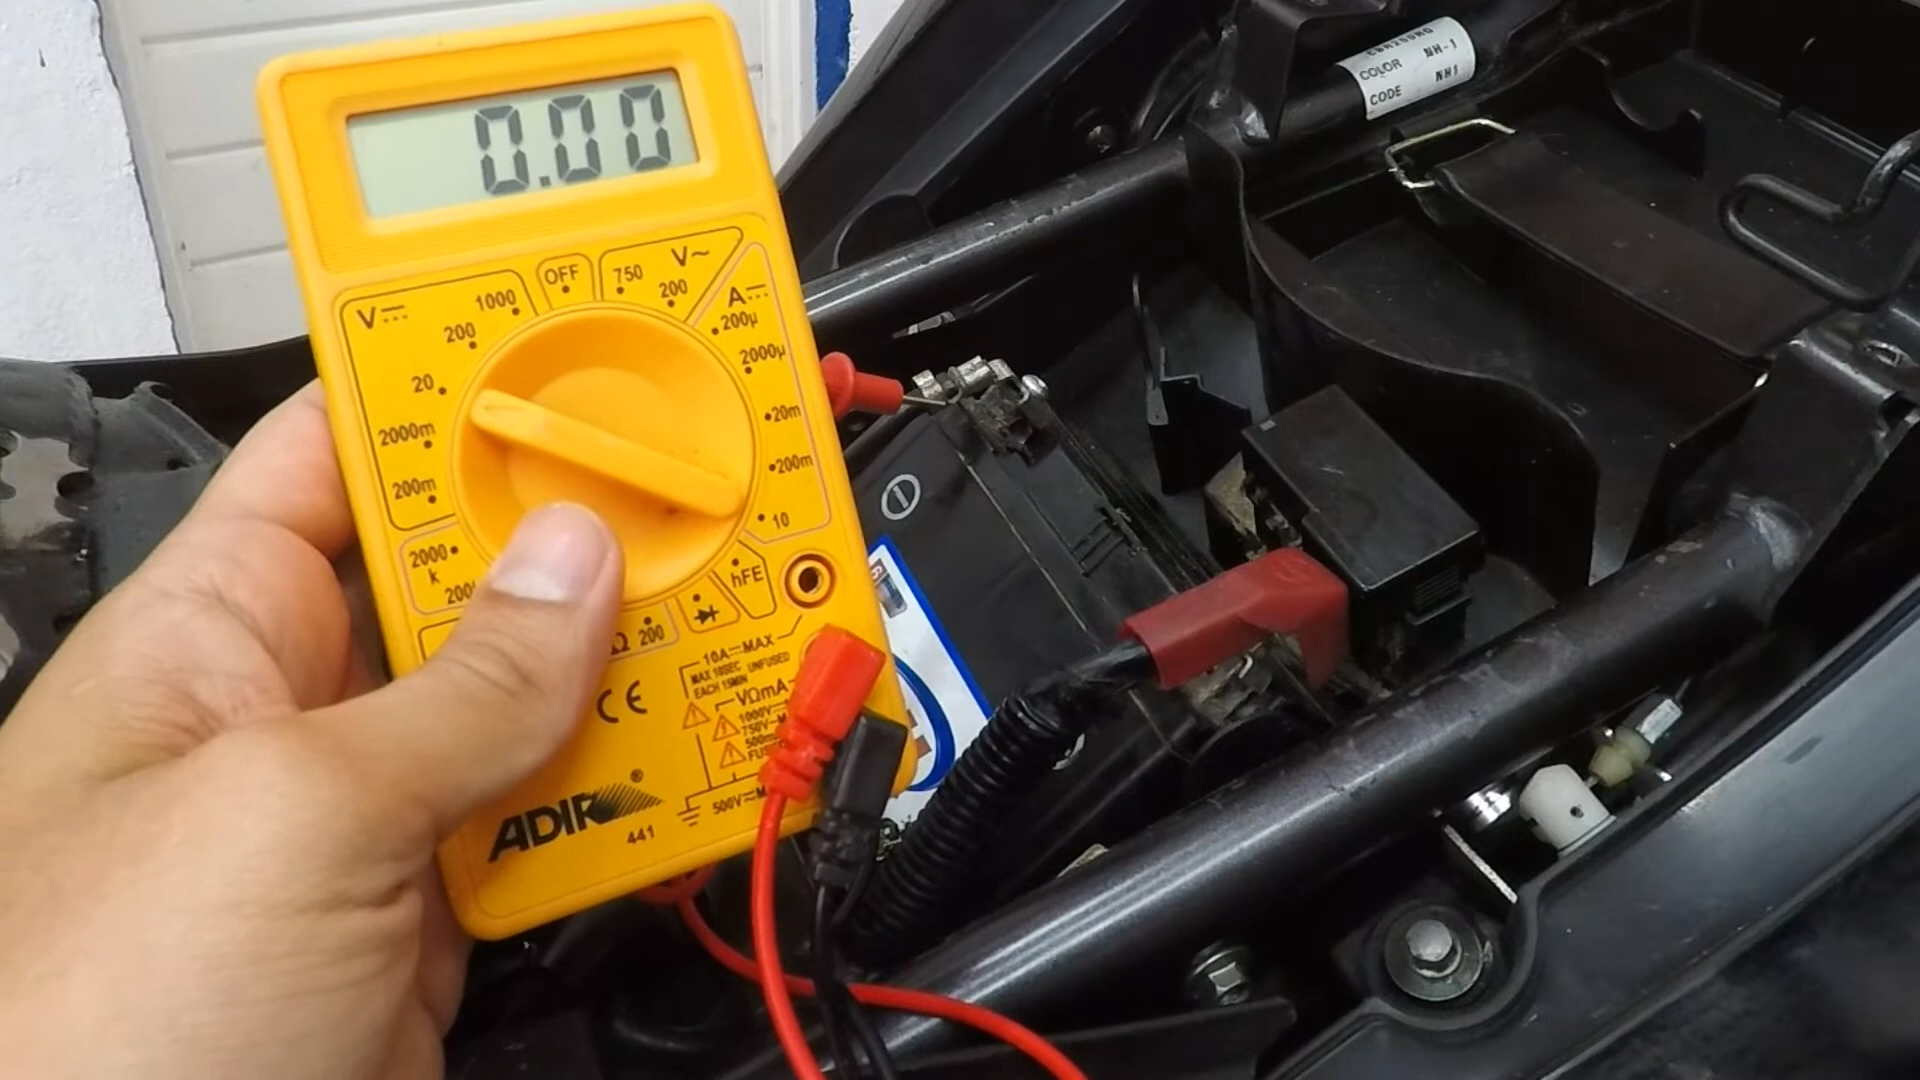 0.00
V⎓
1000
OFF
750
V~
200
200
A⎓
200µ
20
2000µ
2000m
20m
200m
200m
10
2000
k
hFE
Ω
200
10A⎓MAX
MAX 10SEC UNFUSED
EACH 15MIN
VΩmA
1000V
750V
CE
ADIR®
441
COLOR NH-1
NH1
CODE